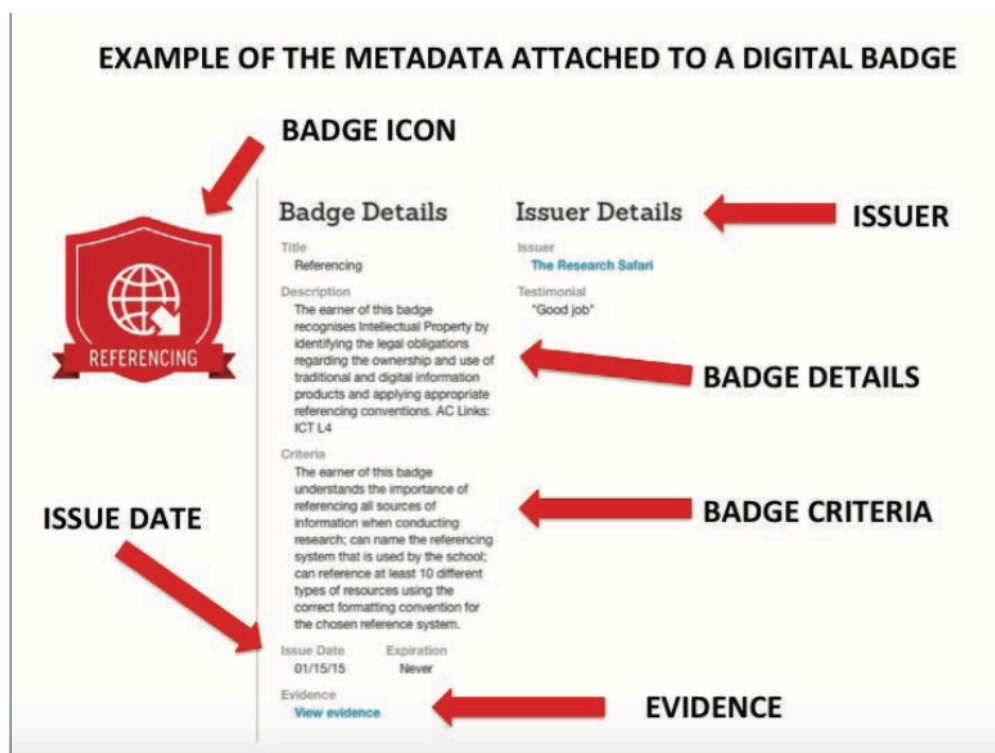 EXAMPLE OF THE METADATA ATTACHED TO A DIGITAL BADGE
BADGE ICON
REFERENCING
Badge Details
Title
Referencing
Description
The earner of this badge
recognises Intellectual Property by
identifying the legal obligations
regarding the ownership and use of
traditional and digital information
products and applying appropriate
referencing conventions. AC Links:
ICT L4
Criteria
The earner of this badge
understands the importance of
referencing all sources of
information when conducting
research; can name the referencing
system that is used by the school;
can reference at least 10 different
types of resources using the
correct formatting convention for
the chosen reference system.
Issue Date Expiration
01/15/15 Never
Evidence
View evidence
Issuer Details
Issuer
The Research Safari
Testimonial
"Good job"
ISSUER
BADGE DETAILS
BADGE CRITERIA
ISSUE DATE
EVIDENCE